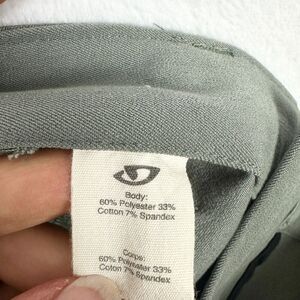 Body:
60% Polyester 33%
Cotton 7% Spandex
Corps:
60% Polyester 33%
Coton 7% Spandex